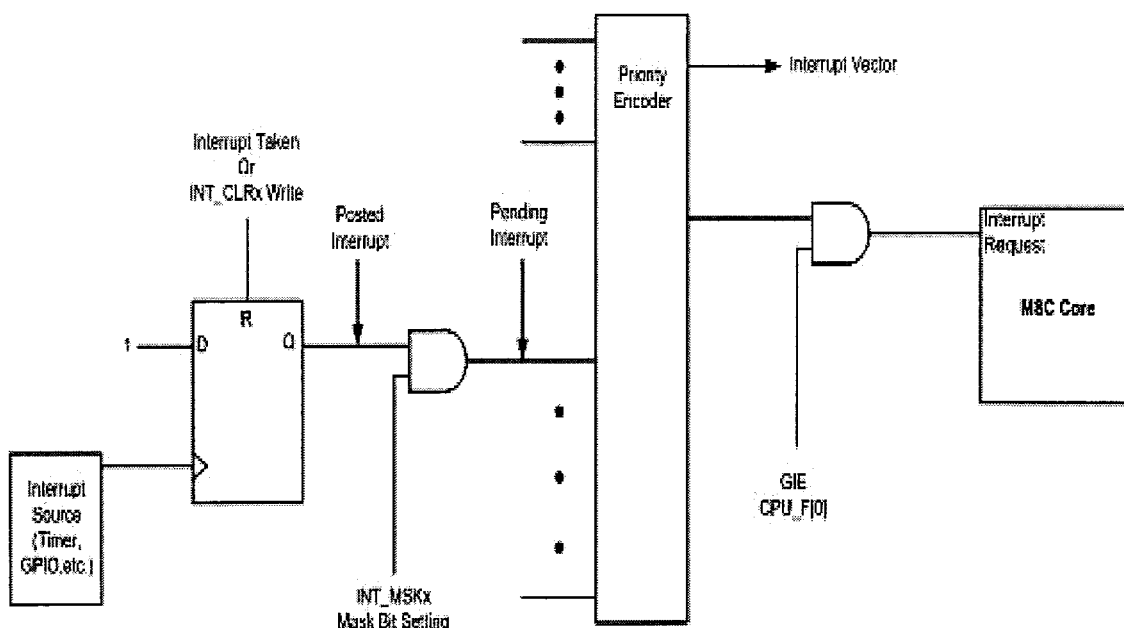 Priority
Encoder
Interrupt Vector
Interrupt Taken
Or
INT_CLRx Write
Posted
Interrupt
Pending
Interrupt
Interrupt
Request
M8C Core
R
1
D
Q
Interrupt
Source
(Timer,
GPIO,etc.)
GIE
CPU_F[0]
INT_MSKx
Mask Bit Setting